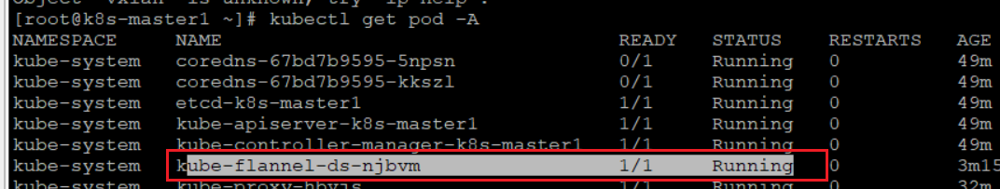 Object "vxlan" is unknown, try "ip help".
[root@k8s-master1 ~]# kubectl get pod -A
NAMESPACE NAME READY STATUS RESTARTS AGE
kube-system coredns-67bd7b9595-5npsn 0/1 Running 0 49m
kube-system coredns-67bd7b9595-kkszl 0/1 Running 0 49m
kube-system etcd-k8s-master1 1/1 Running 0 49m
kube-system kube-apiserver-k8s-master1 1/1 Running 0 49m
kube-system kube-controller-manager-k8s-master1 1/1 Running 0 49m
kube-system kube-flannel-ds-njbvm 1/1 Running 0 3m15
kube-system kube-proxy-hbvjs 1/1 Running 0 32m